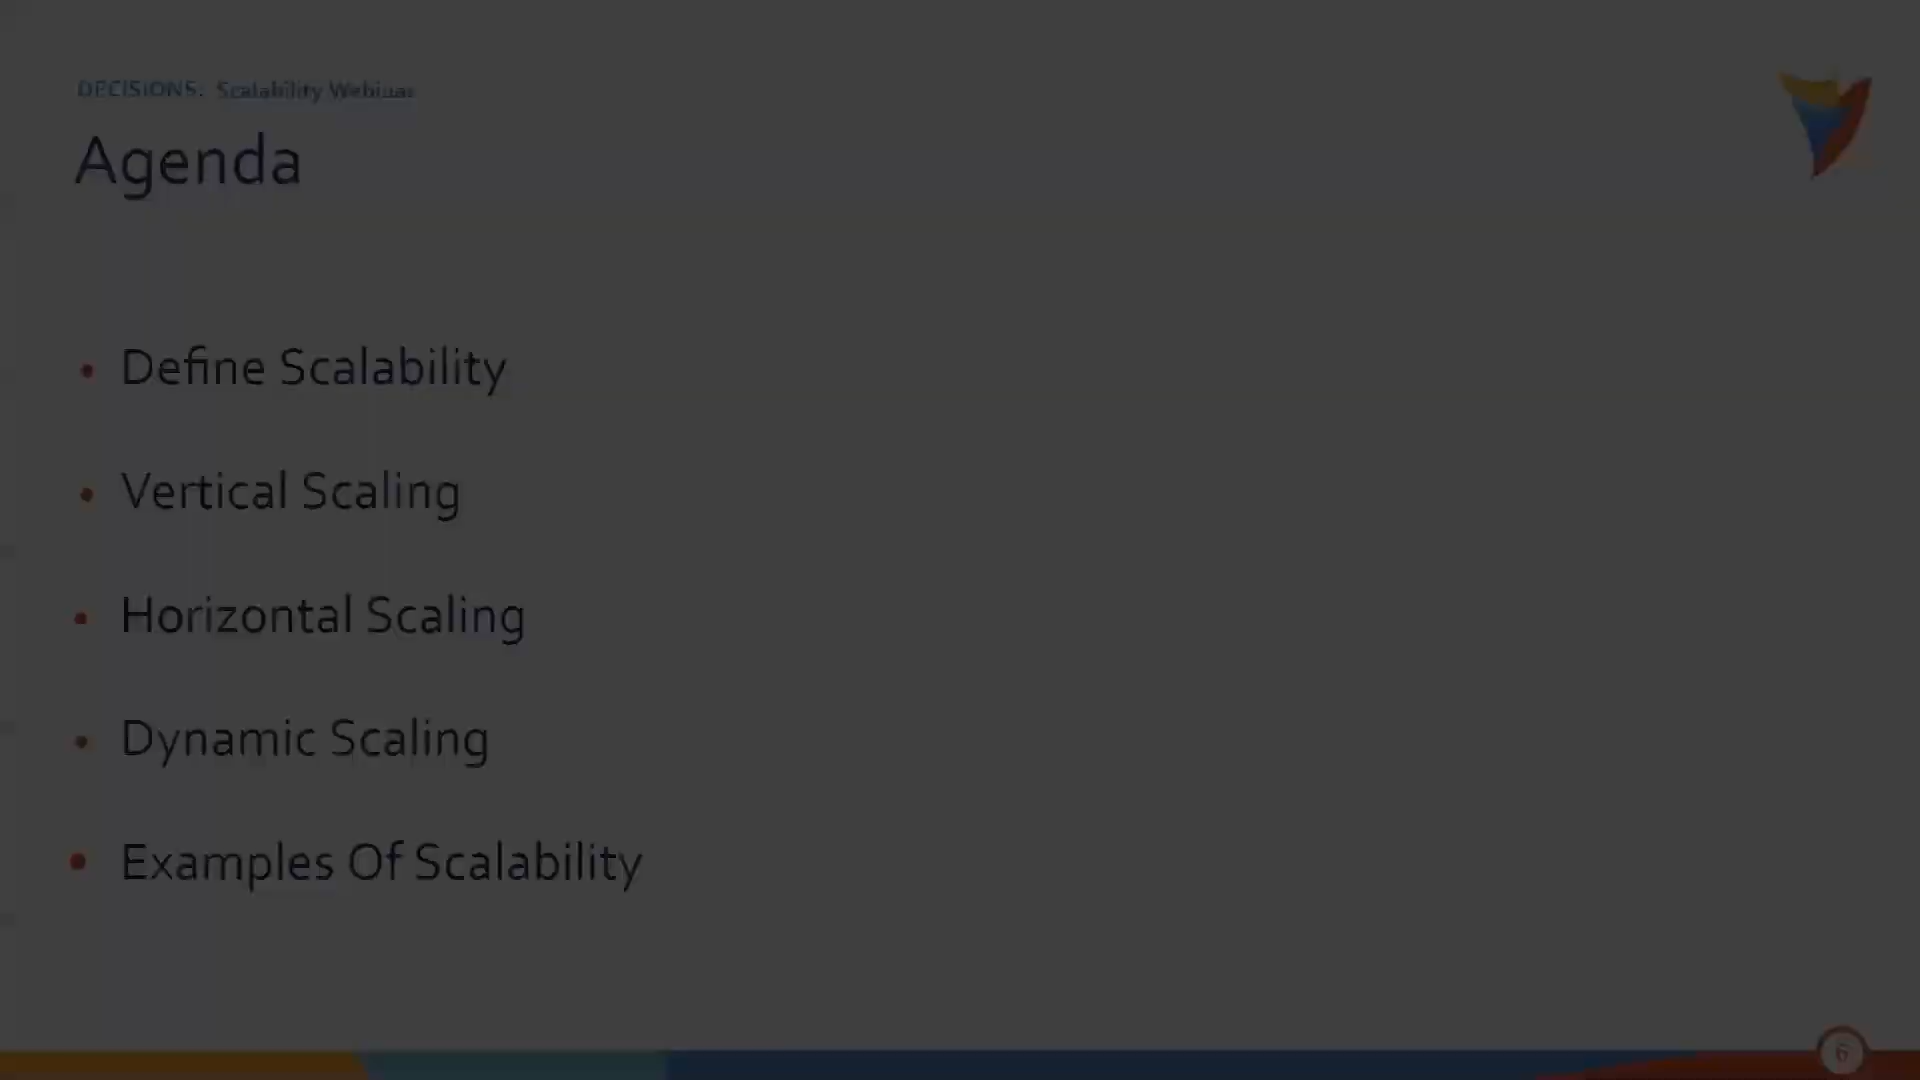 DECISIONS: Scalability Webinar
Agenda
• Define Scalability
• Vertical Scaling
• Horizontal Scaling
• Dynamic Scaling
• Examples Of Scalability
6